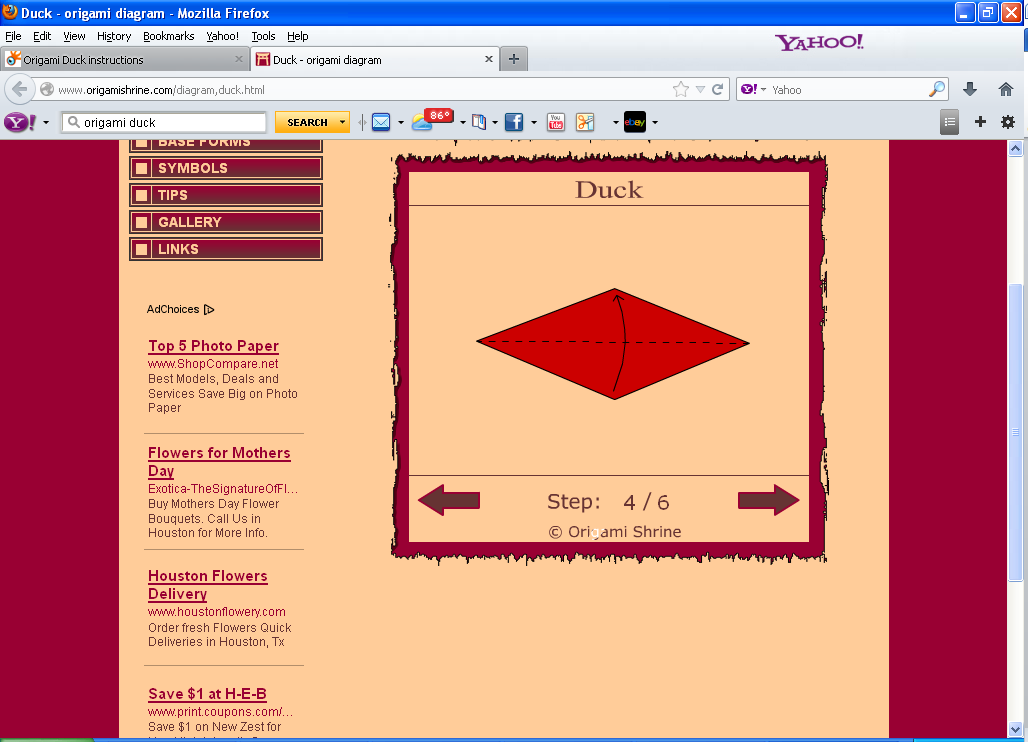 Duck - origami diagram - Mozilla Firefox
File Edit View History Bookmarks Yahoo! Tools Help
YAHOO!
Origami Duck instructions
Duck - origami diagram
www.origamishrine.com/diagram,duck.html
Y! Yahoo
Y! origami duck SEARCH 86° You Tube ebay
BASE FORMS
SYMBOLS
TIPS
GALLERY
LINKS
AdChoices
Top 5 Photo Paper
www.ShopCompare.net
Best Models, Deals and
Services Save Big on Photo
Paper
Flowers for Mothers
Day
Exotica-TheSignatureOfFl...
Buy Mothers Day Flower
Bouquets. Call Us in
Houston for More Info.
Houston Flowers
Delivery
www.houstonflowery.com
Order fresh Flowers Quick
Deliveries in Houston, Tx
Save $1 at H-E-B
www.print.coupons.com/...
Save $1 on New Zest for
Duck
Step: 4 / 6
© Origami Shrine